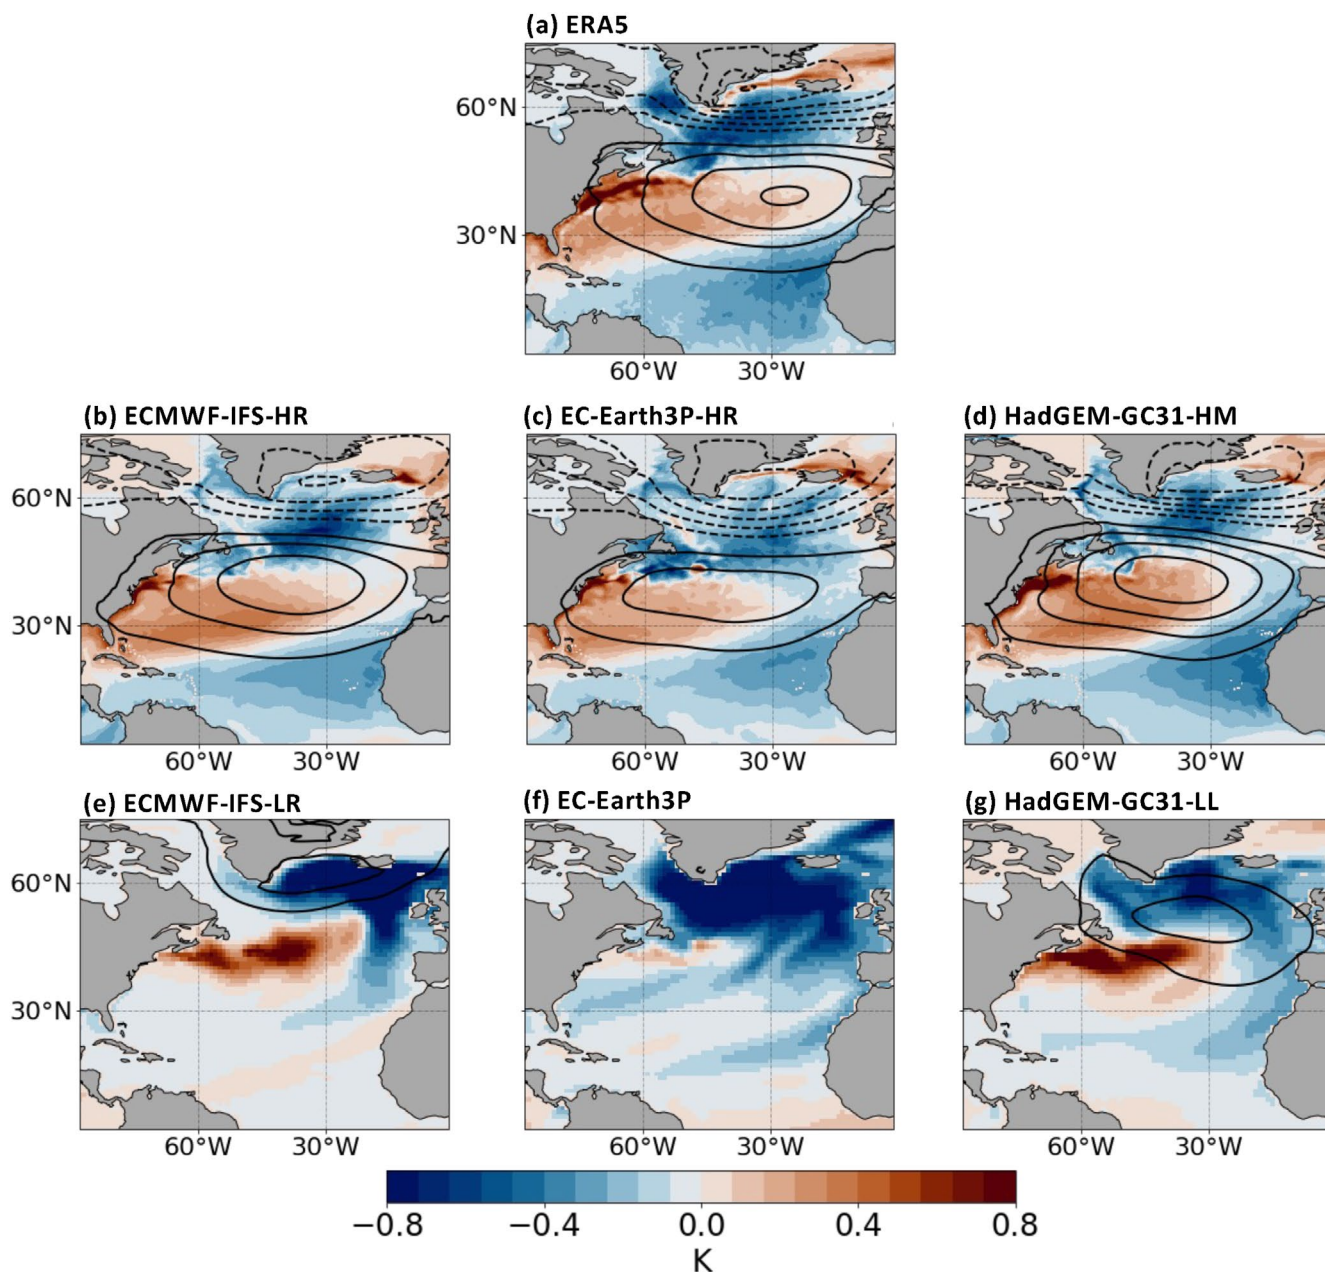 (a) ERA5
60°N
30°N
60°W 30°W
(b) ECMWF-IFS-HR (c) EC-Earth3P-HR (d) HadGEM-GC31-HM
60°N
30°N
60°W 30°W 60°W 30°W 60°W 30°W
(e) ECMWF-IFS-LR (f) EC-Earth3P (g) HadGEM-GC31-LL
60°N
30°N
60°W 30°W 60°W 30°W 60°W 30°W
−0.8 −0.4 0.0 0.4 0.8
K